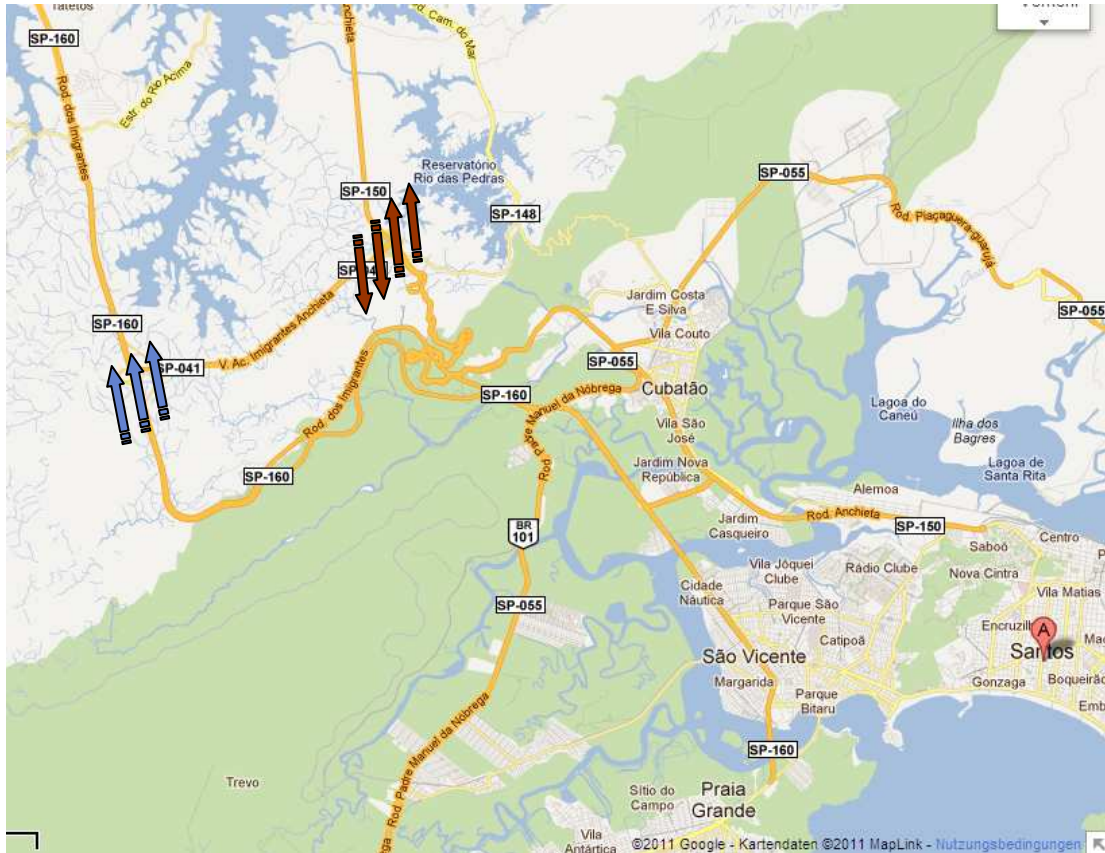 SP-160
Estr. do Rio Acima
Rod. dos Imigrantes
Anchieta
Cam. do Mar
Reservatório
Rio das Pedras
SP-150
SP-148
SP-055
Rod. Piaçaguera-guarujá
SP-055
SP-160
SP-041
V. Ac. Imigrantes Anchieta
Jardim Costa
E Silva
Vila Couto
SP-055
Cubatão
SP-160
Rod. Padre Manuel da Nóbrega
Rod. dos Imigrantes
SP-160
Vila São
José
Jardim Nova
República
Lagoa do
Caneú
Ilha dos
Bagres
Lagoa de
Santa Rita
Alemoa
Rod. Anchieta
SP-150
BR
101
Jardim
Casqueiro
Saboó
Centro
Nova Cintra
Vila Matias
Vila Jóquei
Clube
Rádio Clube
Cidade
Náutica
Parque São
Vicente
Catipoã
SP-055
São Vicente
Margarida
Parque
Bitaru
A
Santos
Gonzaga
Boqueirão
Rod. Padre Manuel da Nóbrega
SP-160
Trevo
Sítio do
Campo
Praia
Grande
Vila
Antártica
©2011 Google - Kartendaten ©2011 MapLink - Nutzungsbedingungen